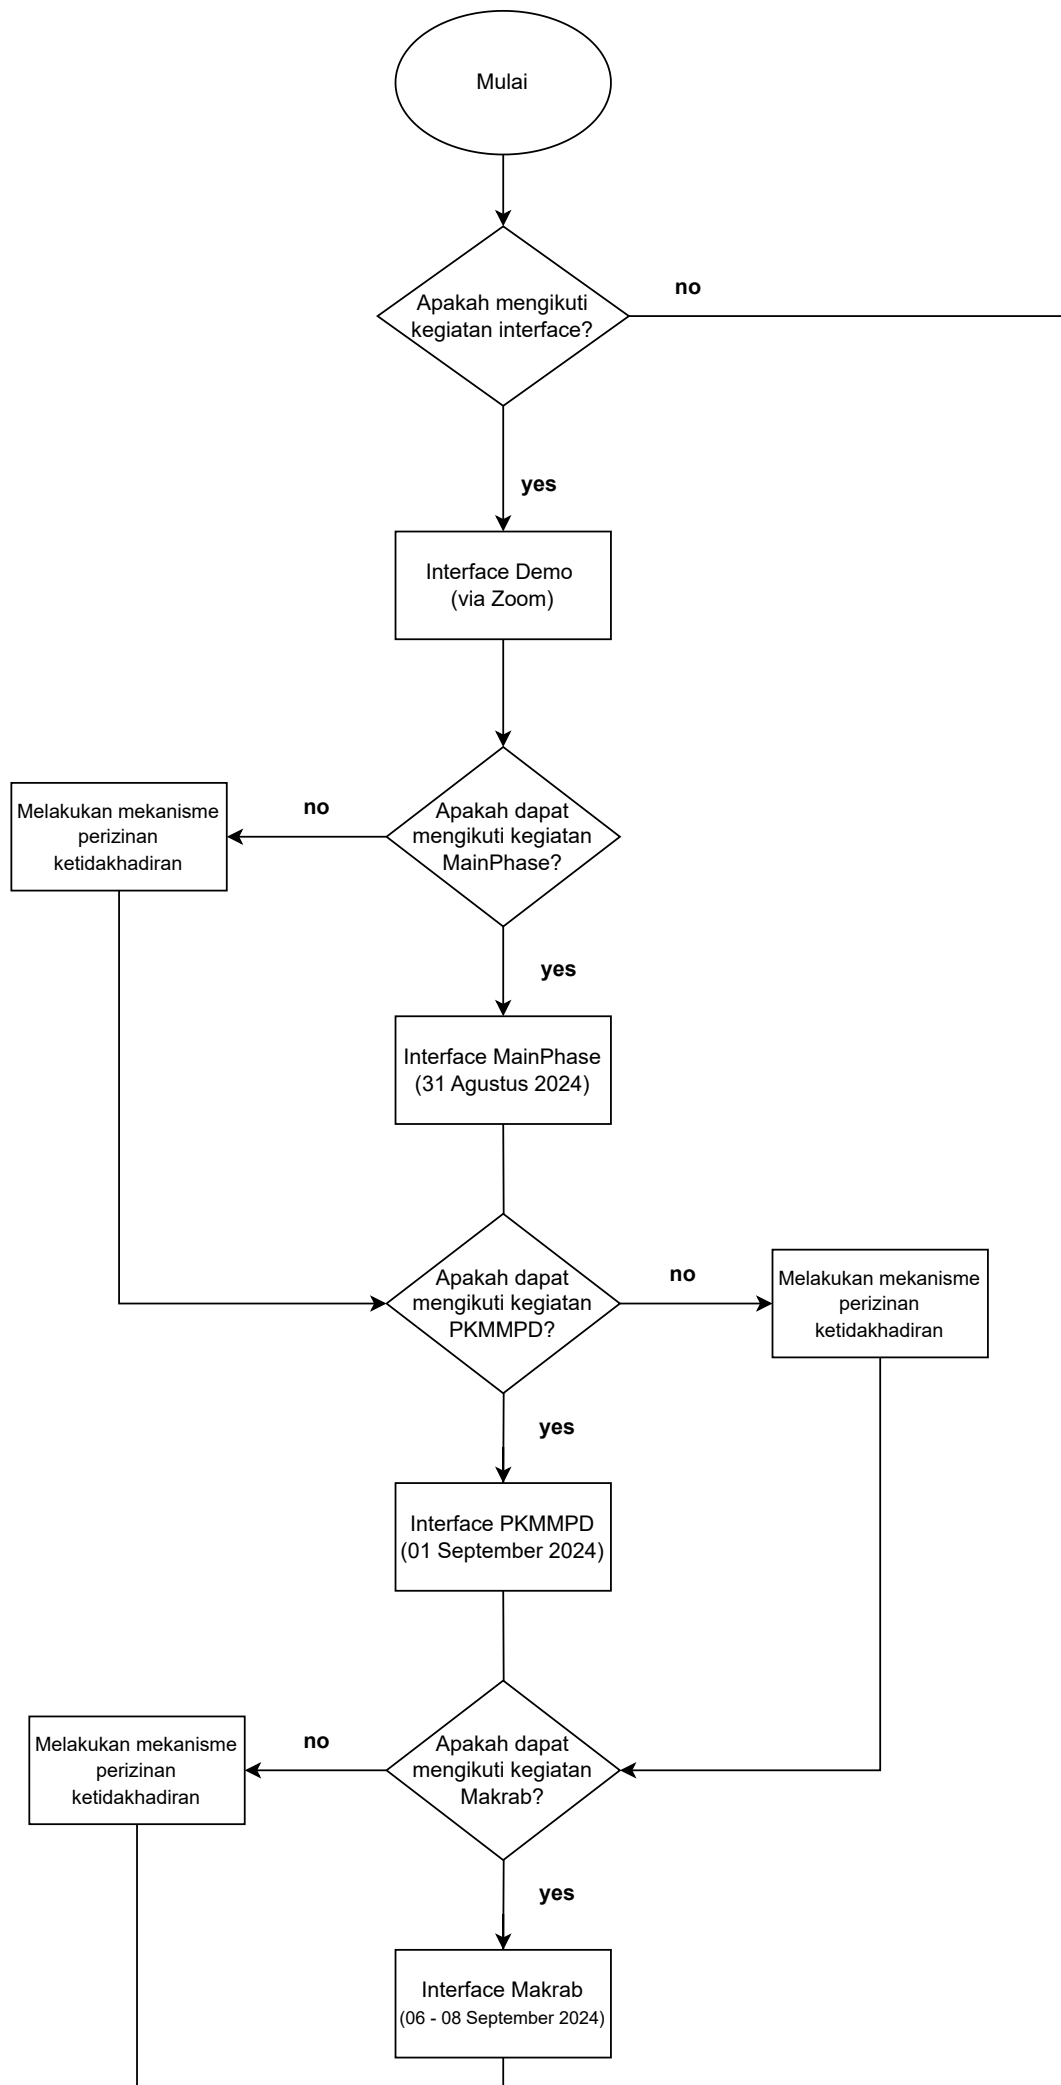 Mulai
Apakah mengikuti
kegiatan interface?
no
yes
Interface Demo
(via Zoom)
Apakah dapat
mengikuti kegiatan
MainPhase?
no
Melakukan mekanisme
perizinan
ketidakhadiran
yes
Interface MainPhase
(31 Agustus 2024)
Apakah dapat
mengikuti kegiatan
PKMMPD?
no
Melakukan mekanisme
perizinan
ketidakhadiran
yes
Interface PKMMPD
(01 September 2024)
Apakah dapat
mengikuti kegiatan
Makrab?
no
Melakukan mekanisme
perizinan
ketidakhadiran
yes
Interface Makrab
(06 - 08 September 2024)